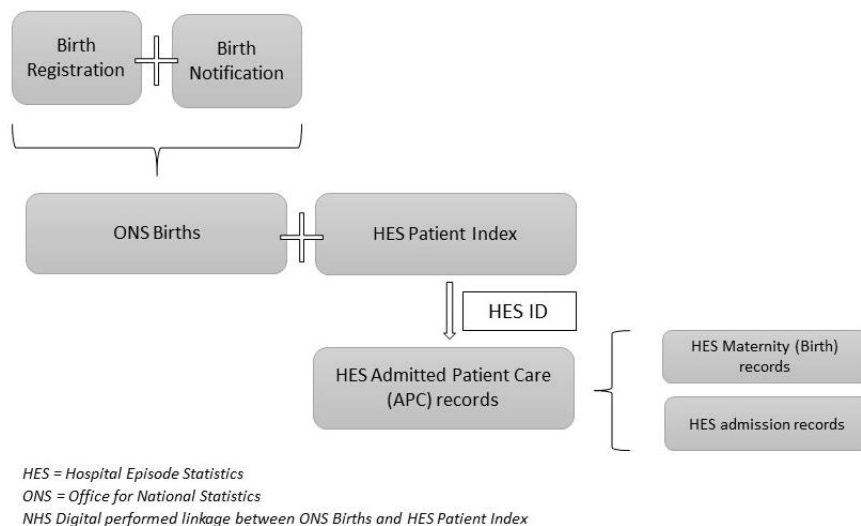 Birth
Registration
Birth
Notification
ONS Births
HES Patient Index
HES ID
HES Admitted Patient Care
(APC) records
HES Maternity (Birth)
records
HES admission records
HES = Hospital Episode Statistics
ONS = Office for National Statistics
NHS Digital performed linkage between ONS Births and HES Patient Index